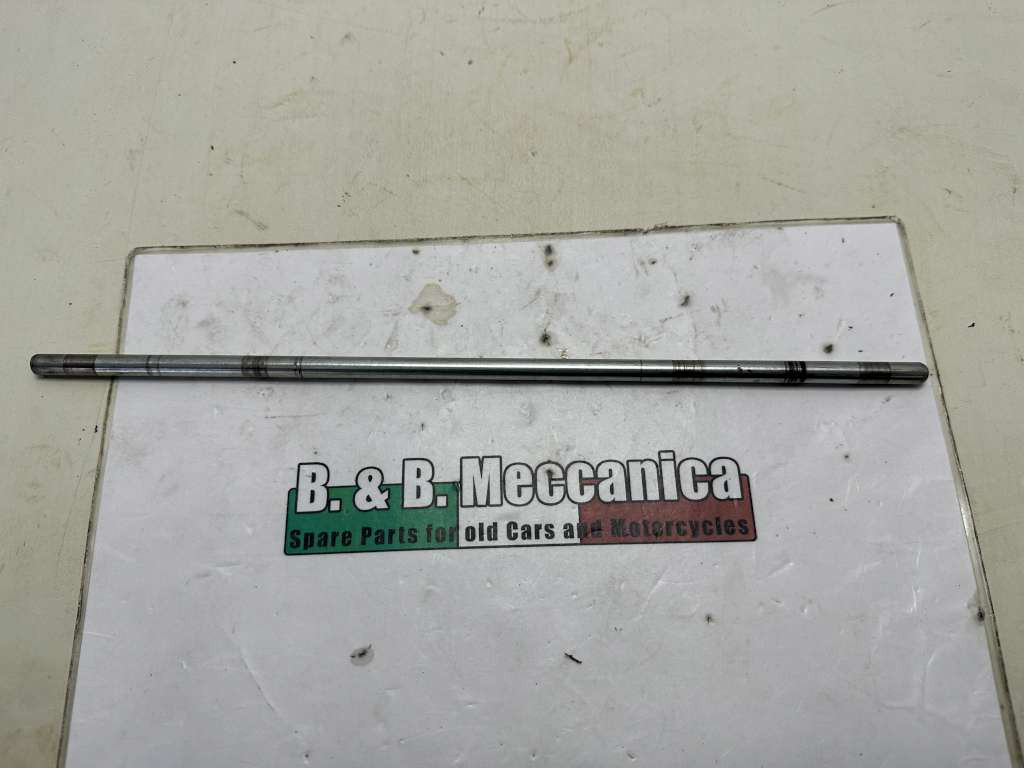 B. & B. Meccanica
Spare Parts for old Cars and Motorcycles